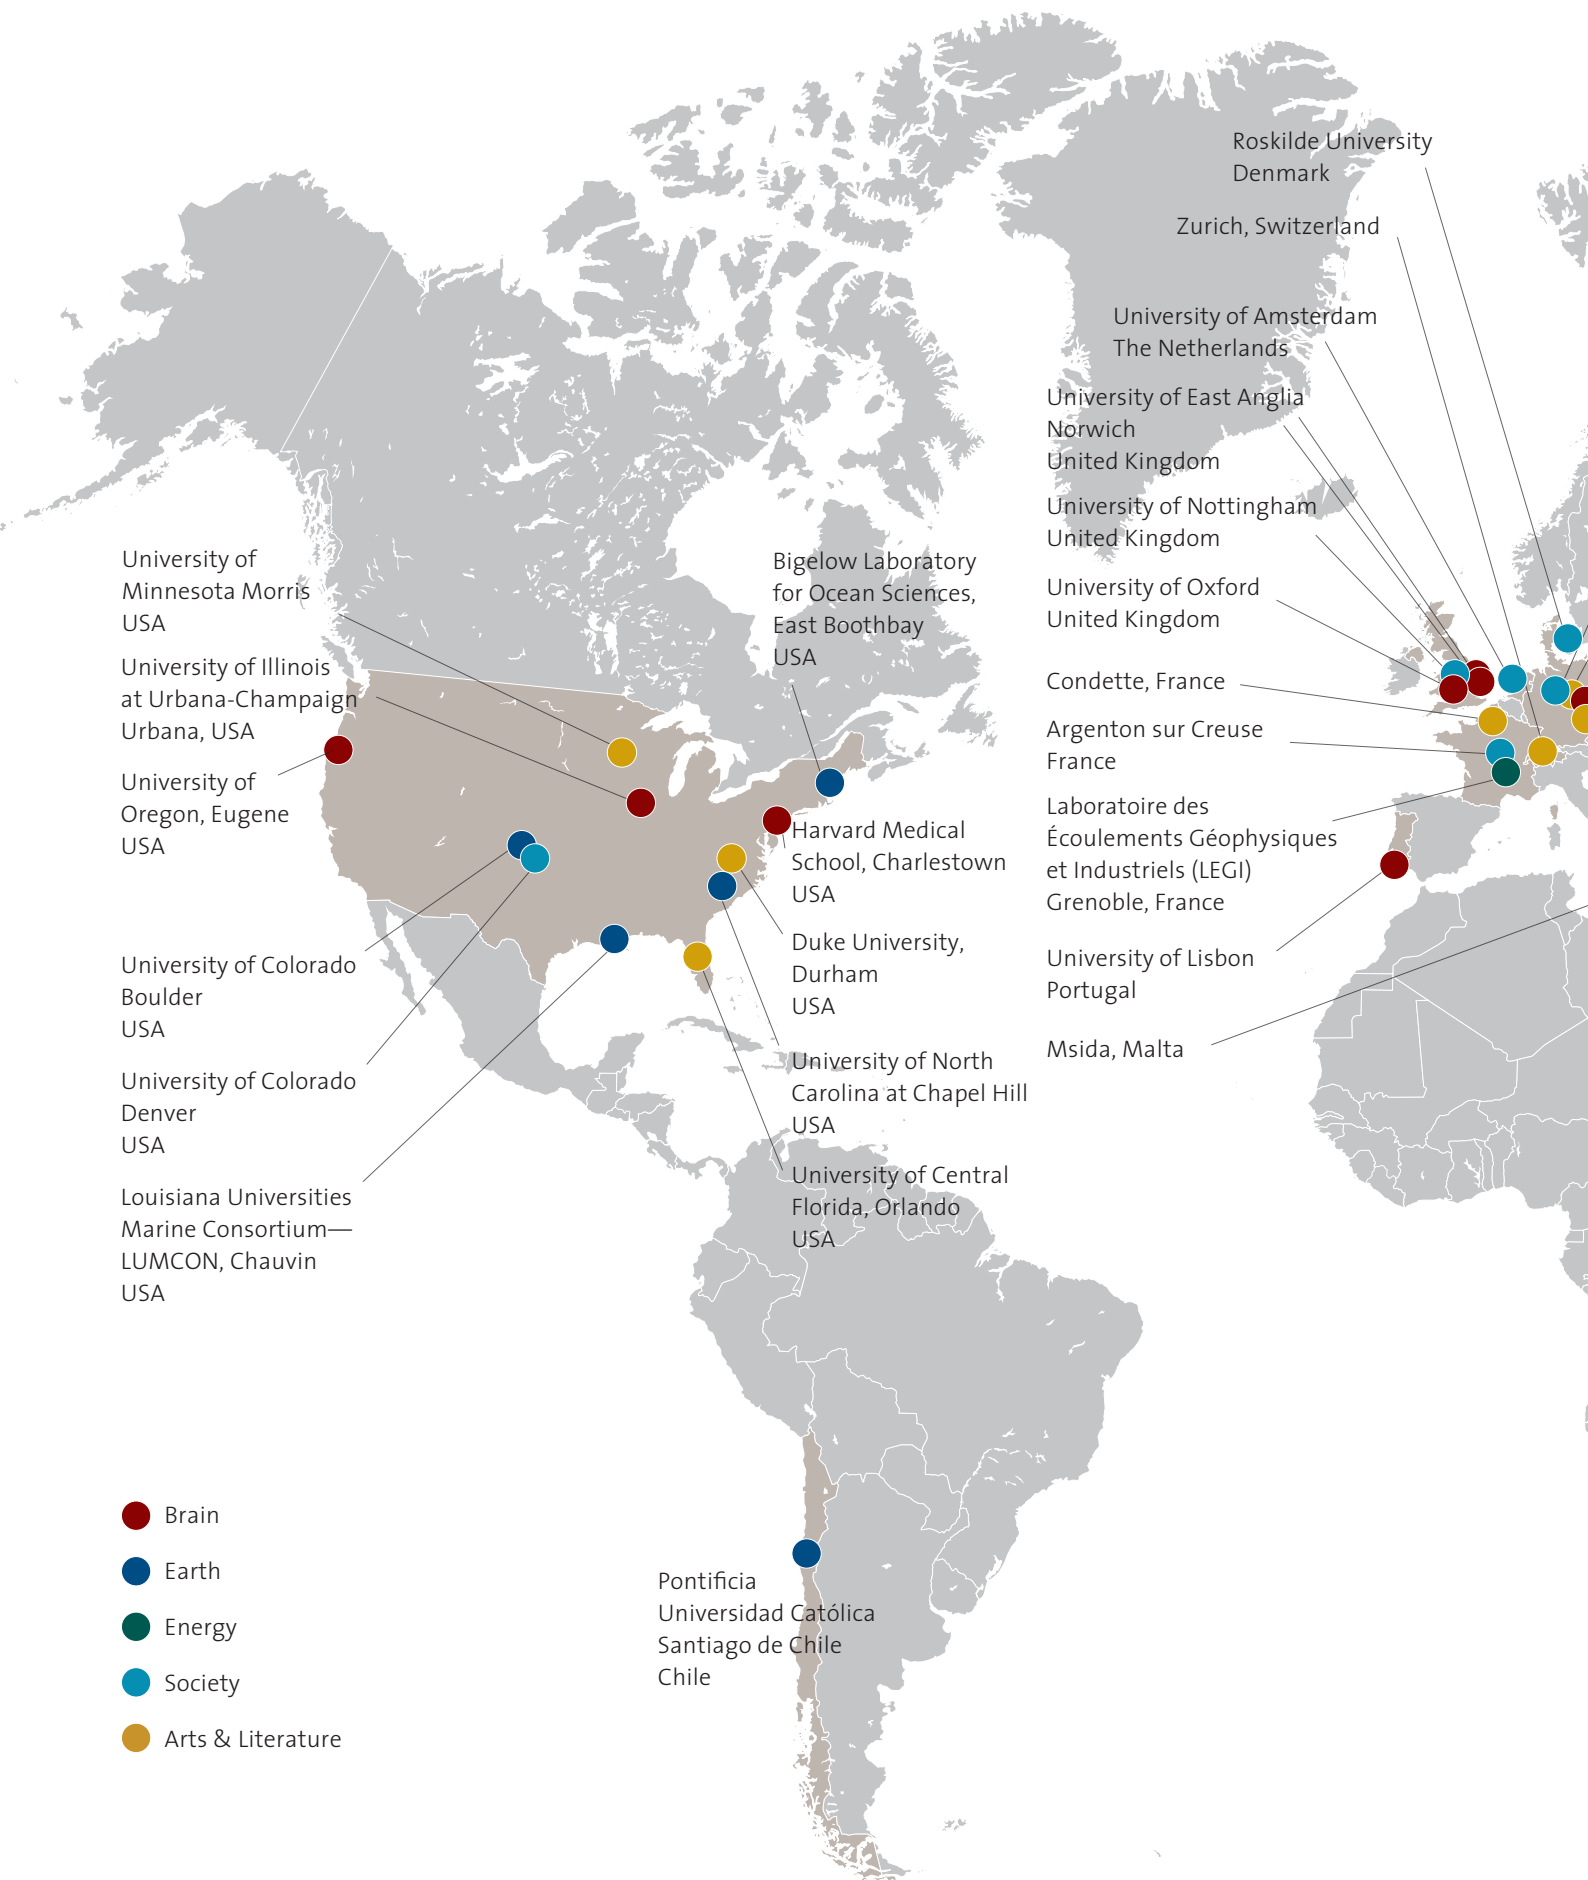 Roskilde University
Denmark
Zurich, Switzerland
University of Amsterdam
The Netherlands
University of East Anglia
Norwich
United Kingdom
University of Nottingham
United Kingdom
University of Oxford
United Kingdom
Condette, France
Argenton sur Creuse
France
Laboratoire des
Écoulements Géophysiques
et Industriels (LEGI)
Grenoble, France
University of Lisbon
Portugal
Msida, Malta
University of
Minnesota Morris
USA
University of Illinois
at Urbana-Champaign
Urbana, USA
University of
Oregon, Eugene
USA
University of Colorado
Boulder
USA
University of Colorado
Denver
USA
Louisiana Universities
Marine Consortium—
LUMCON, Chauvin
USA
Bigelow Laboratory
for Ocean Sciences,
East Boothbay
USA
Harvard Medical
School, Charlestown
USA
Duke University,
Durham
USA
University of North
Carolina at Chapel Hill
USA
University of Central
Florida, Orlando
USA
Pontificia
Universidad Católica
Santiago de Chile
Chile
Brain
Earth
Energy
Society
Arts & Literature